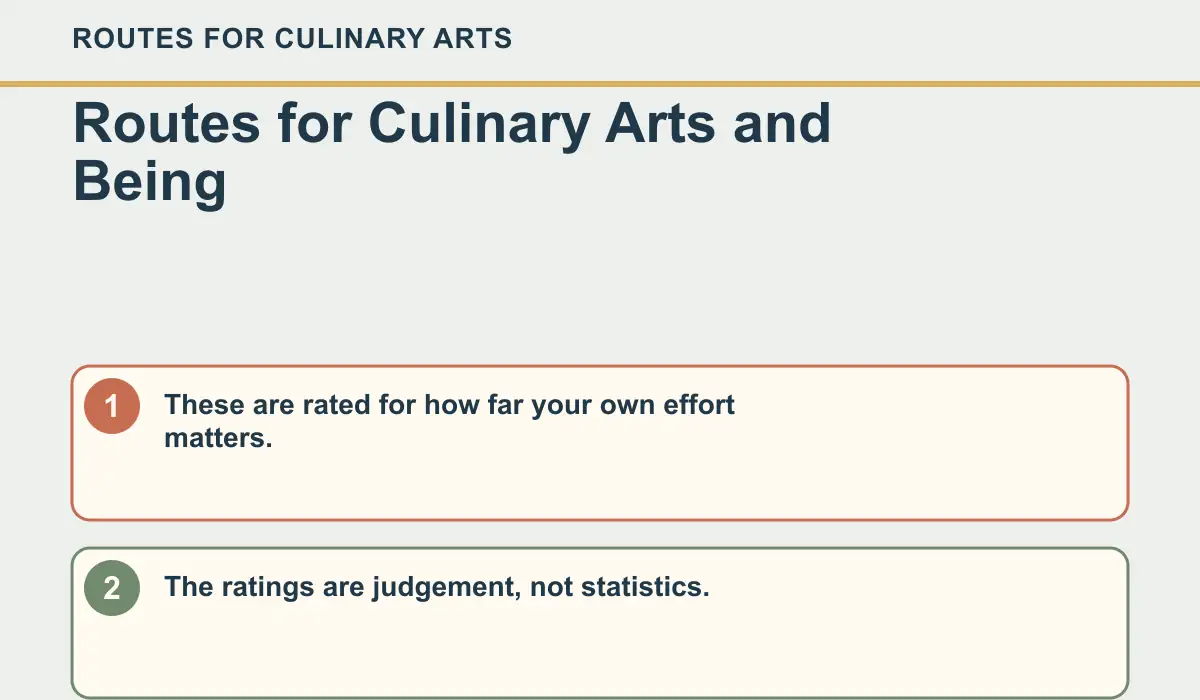 ROUTES FOR CULINARY ARTS
Routes for Culinary Arts and
Being
1
These are rated for how far your own effort
matters.
2
The ratings are judgement, not statistics.